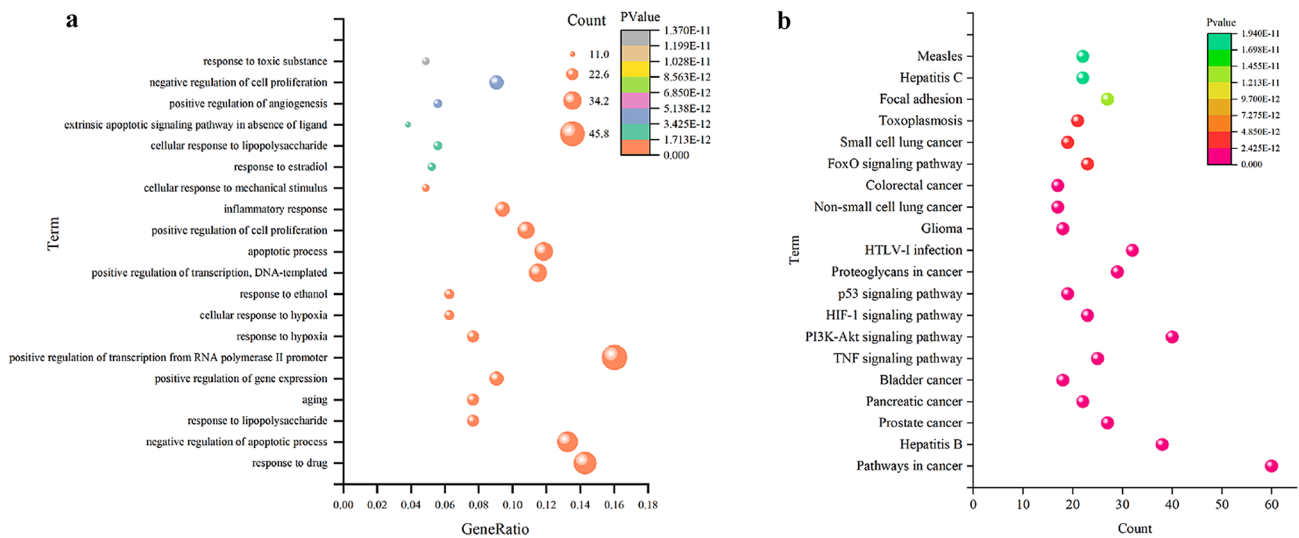 a
Count
11.0
22.6
34.2
45.8
PValue
1.370E-11
1.199E-11
1.028E-11
8.563E-12
6.850E-12
5.138E-12
3.425E-12
1.713E-12
0.000
Term
response to toxic substance
negative regulation of cell proliferation
positive regulation of angiogenesis
extrinsic apoptotic signaling pathway in absence of ligand
cellular response to lipopolysaccharide
response to estradiol
cellular response to mechanical stimulus
inflammatory response
positive regulation of cell proliferation
apoptotic process
positive regulation of transcription, DNA-templated
response to ethanol
cellular response to hypoxia
response to hypoxia
positive regulation of transcription from RNA polymerase II promoter
positive regulation of gene expression
aging
response to lipopolysaccharide
negative regulation of apoptotic process
response to drug
0.00 0.02 0.04 0.06 0.08 0.10 0.12 0.14 0.16 0.18
GeneRatio
b
Pvalue
1.940E-11
1.698E-11
1.455E-11
1.213E-11
9.700E-12
7.275E-12
4.850E-12
2.425E-12
0.000
Term
Measles
Hepatitis C
Focal adhesion
Toxoplasmosis
Small cell lung cancer
FoxO signaling pathway
Colorectal cancer
Non-small cell lung cancer
Glioma
HTLV-I infection
Proteoglycans in cancer
p53 signaling pathway
HIF-1 signaling pathway
PI3K-Akt signaling pathway
TNF signaling pathway
Bladder cancer
Pancreatic cancer
Prostate cancer
Hepatitis B
Pathways in cancer
0 10 20 30 40 50 60
Count